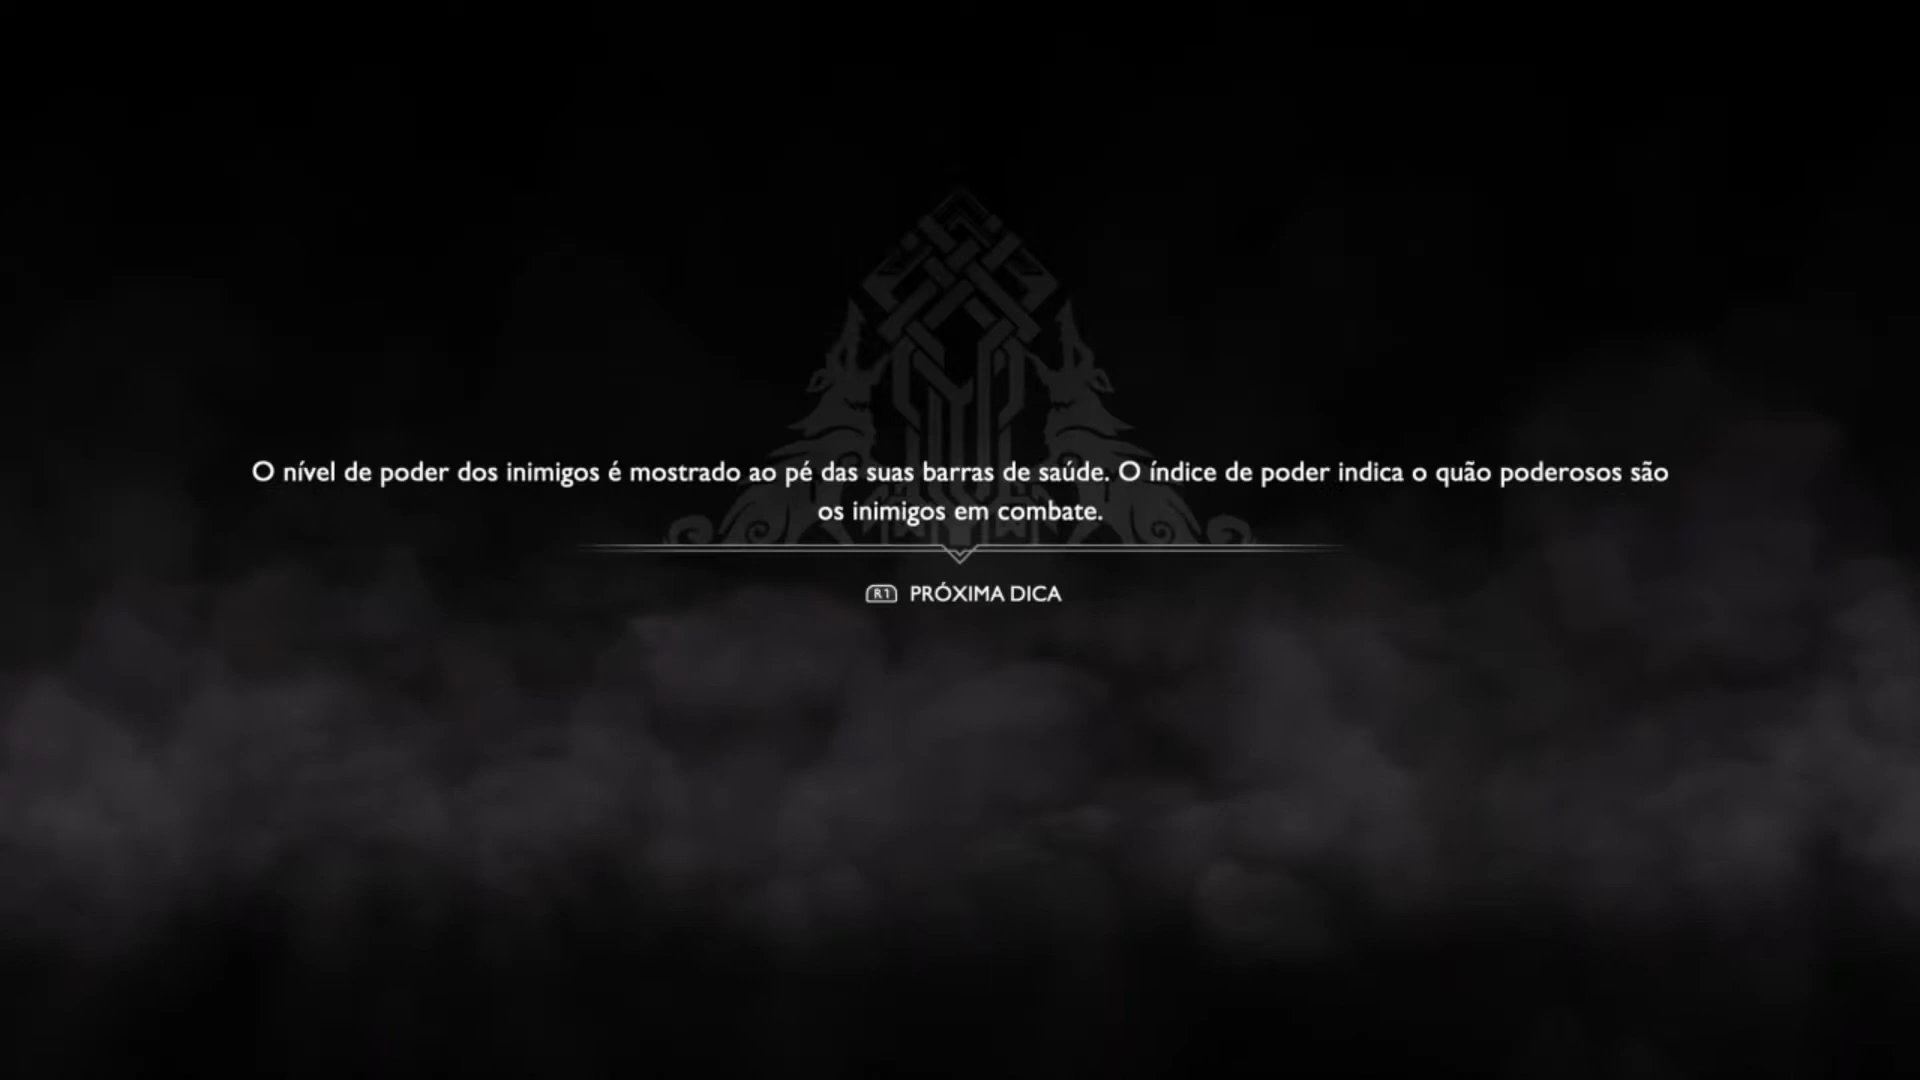 O nível de poder dos inimigos é mostrado ao pé das suas barras de saúde. O índice de poder indica o quão poderosos são
os inimigos em combate.
R1 PRÓXIMA DICA